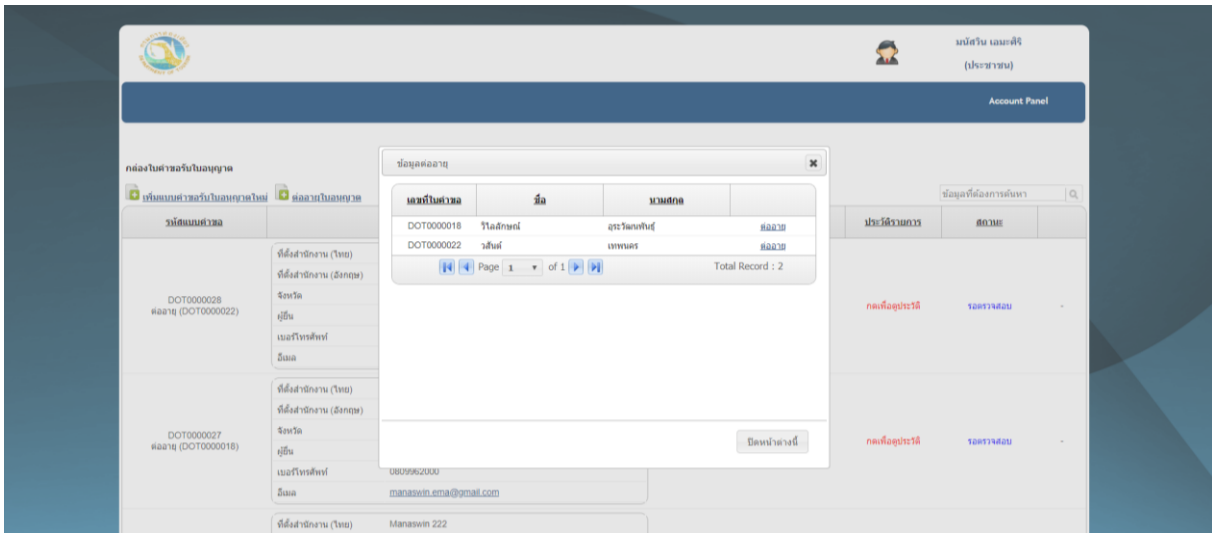 มนัสวิน เอมะศิริ
(ประชาชน)
Account Panel
กล่องใบคำขอรับใบอนุญาต
เพิ่มแบบคำขอรับใบอนุญาตใหม่ ต่ออายุใบอนุญาต
ข้อมูลที่ต้องการค้นหา
รหัสแบบคำขอ ประวัติรายการ สถานะ
ข้อมูลต่ออายุ
เลขที่ใบคำขอ ชื่อ นามสกุล
DOT0000018 วิไลลักษณ์ อุระวัฒนพันธุ์ ต่ออายุ
DOT0000022 วสันต์ เทพนคร ต่ออายุ
Page 1 of 1 Total Record : 2
ปิดหน้าต่างนี้
ที่ตั้งสำนักงาน (ไทย)
ที่ตั้งสำนักงาน (อังกฤษ)
จังหวัด
DOT0000028
ต่ออายุ (DOT0000022)
ผู้ยื่น
เบอร์โทรศัพท์
อีเมล
กดเพื่อดูประวัติ รอตรวจสอบ -
ที่ตั้งสำนักงาน (ไทย)
ที่ตั้งสำนักงาน (อังกฤษ)
จังหวัด
DOT0000027
ต่ออายุ (DOT0000018)
ผู้ยื่น
เบอร์โทรศัพท์ 0809962000
อีเมล manaswin.ema@gmail.com
กดเพื่อดูประวัติ รอตรวจสอบ -
ที่ตั้งสำนักงาน (ไทย) Manaswin 222